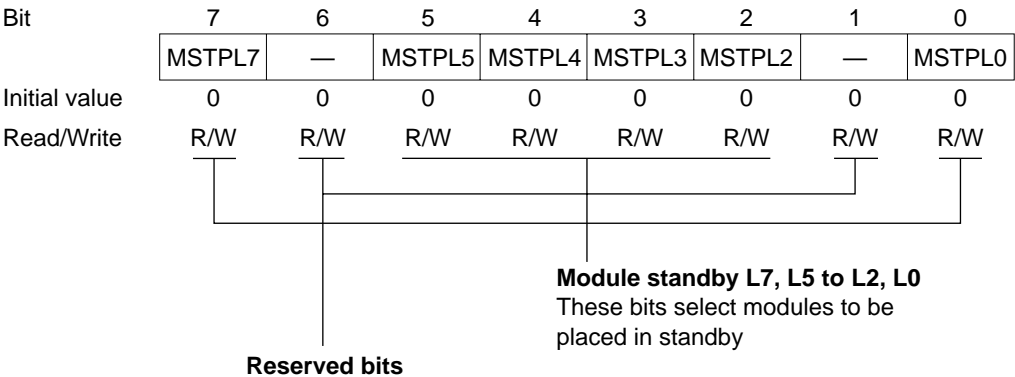 Bit 7 6 5 4 3 2 1 0
MSTPL7 — MSTPL5 MSTPL4 MSTPL3 MSTPL2 — MSTPL0
Initial value 0 0 0 0 0 0 0 0
Read/Write R/W R/W R/W R/W R/W R/W R/W R/W
Module standby L7, L5 to L2, L0
These bits select modules to be
placed in standby
Reserved bits